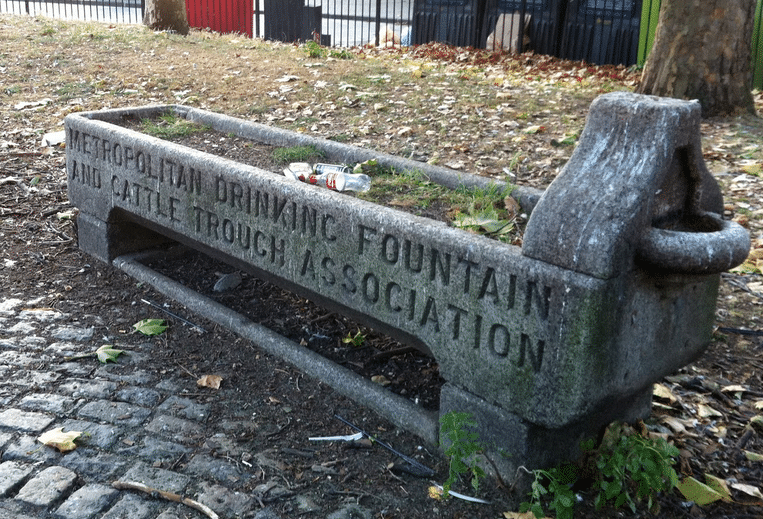 METROPOLITAN DRINKING FOUNTAIN
AND CATTLE TROUGH ASSOCIATION